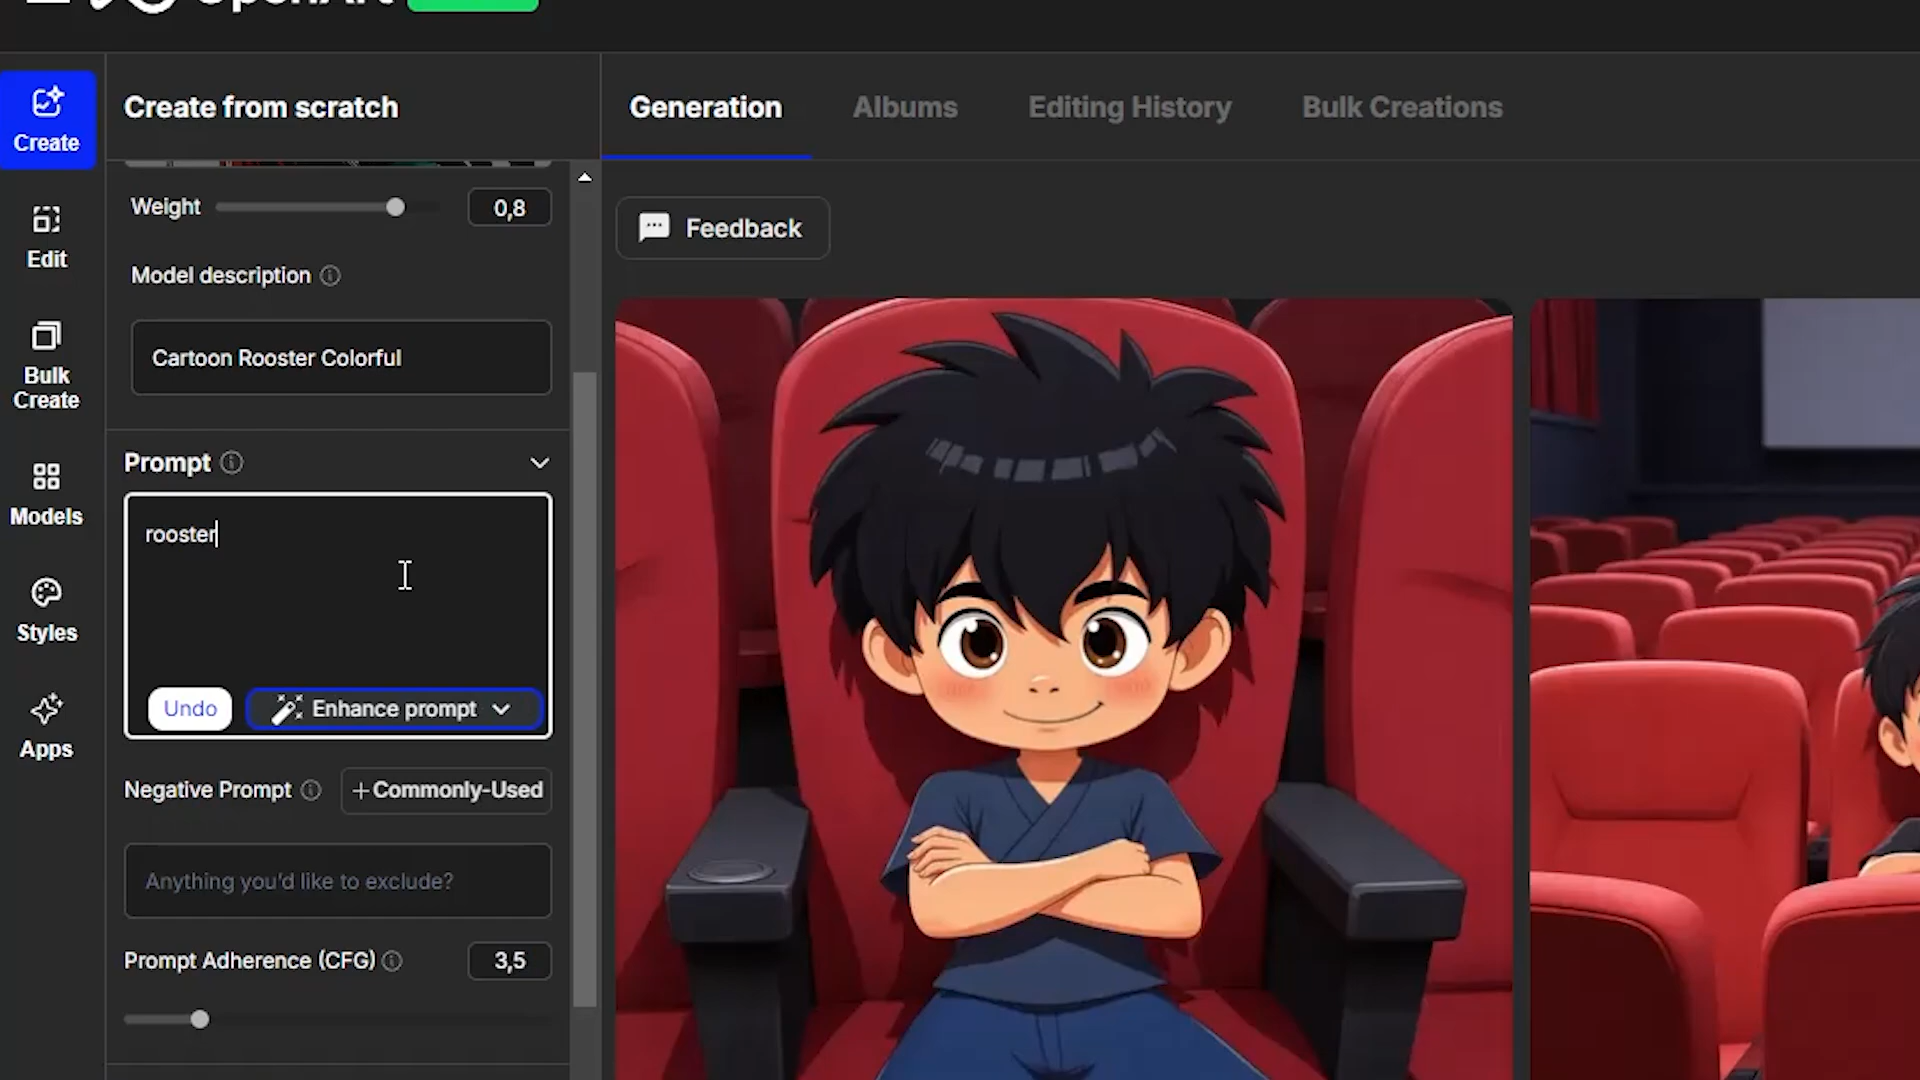 OpenArt
Create from scratch
Generation
Albums
Editing History
Bulk Creations
Create
Edit
Bulk
Create
Models
Styles
Apps
Weight
0,8
Model description
Cartoon Rooster Colorful
Prompt
rooster
Undo
Enhance prompt
Negative Prompt
+Commonly-Used
Anything you'd like to exclude?
Prompt Adherence (CFG)
3,5
Feedback